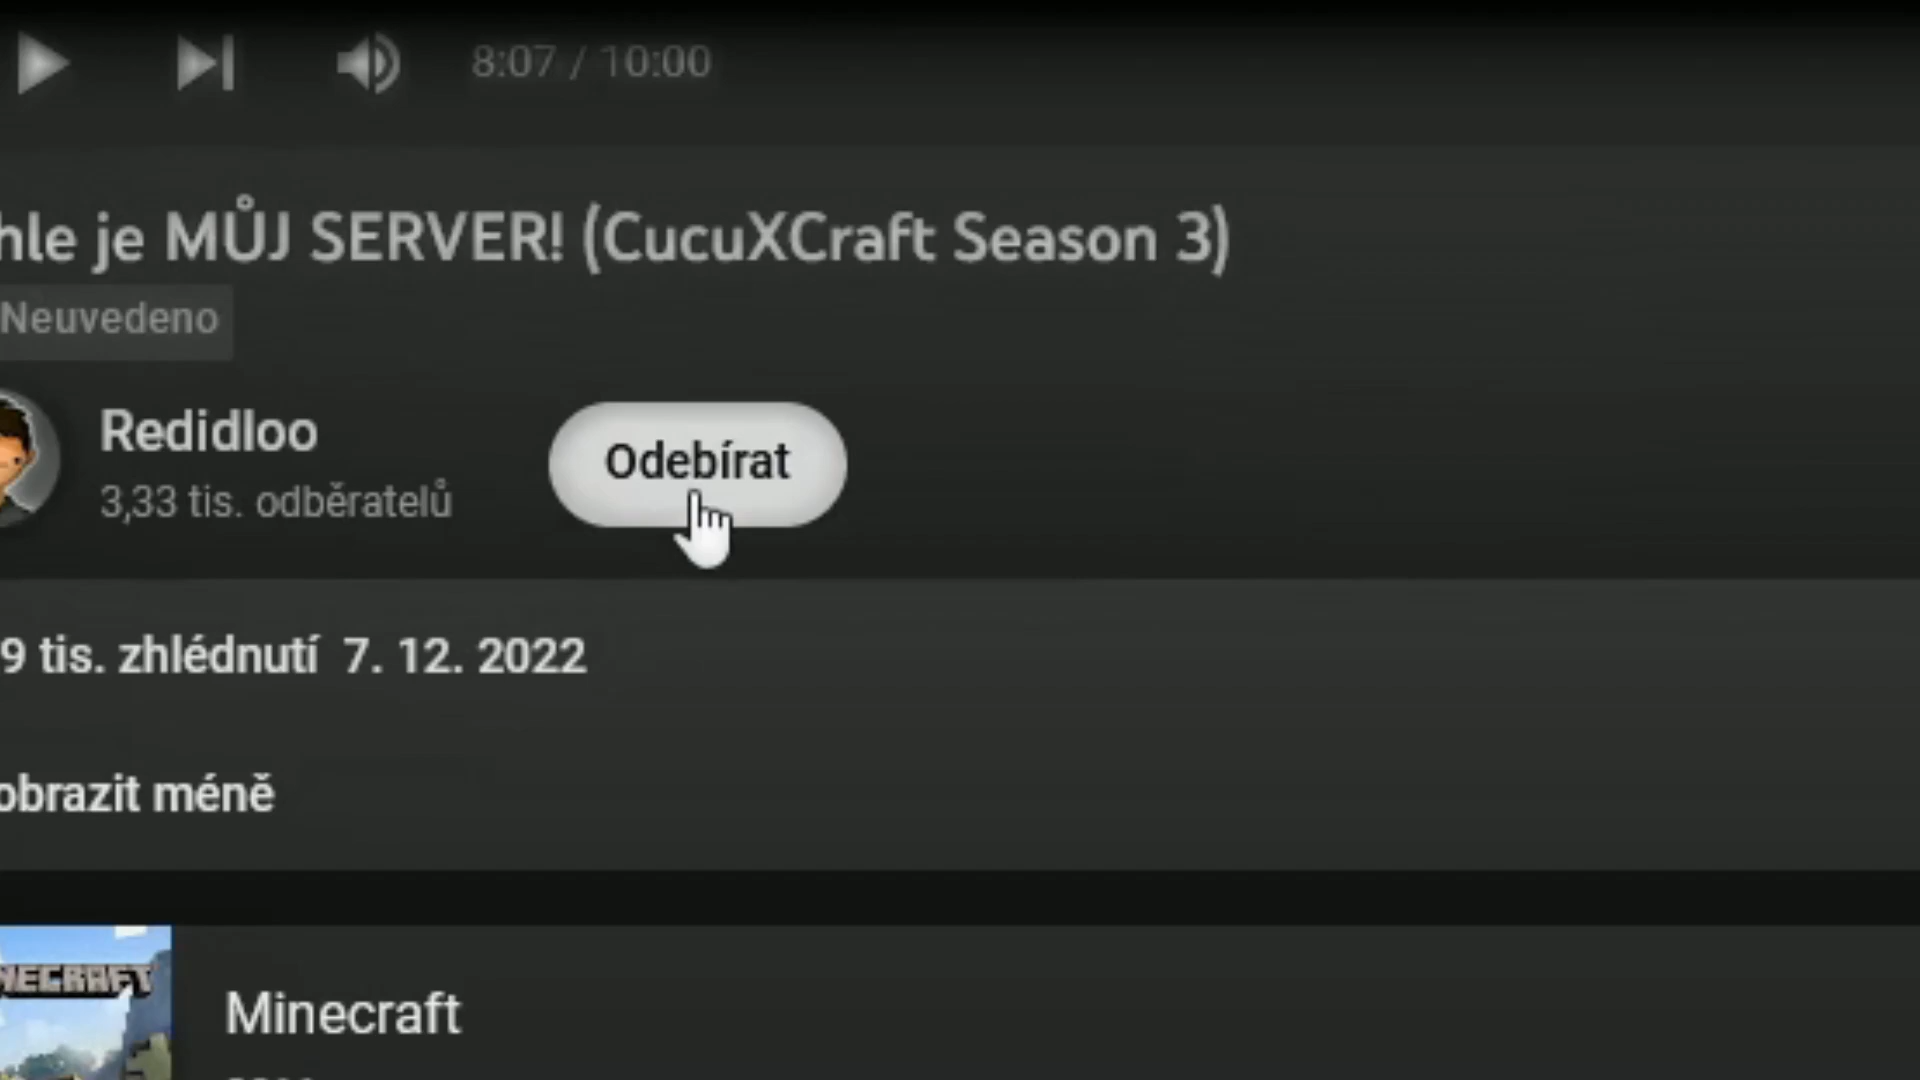 8:07 / 10:00
hle je MŮJ SERVER! (CucuXCraft Season 3)
Neuvedeno
Redidloo
Odebírat
3,33 tis. odběratelů
9 tis. zhlédnutí 7. 12. 2022
obrazit méně
NECRAFT
Minecraft